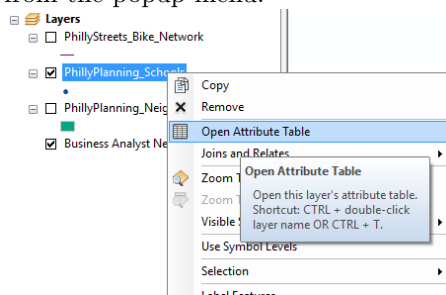 from the popup menu.
Layers
PhillyStreets_Bike_Network
PhillyPlanning_Schools
PhillyPlanning_Neig
Business Analyst Ne
Copy
Remove
Open Attribute Table
Joins and Relates
Zoom T
Zoom T
Visible S
Open Attribute Table
Open this layer's attribute table.
Shortcut: CTRL + double-click
layer name OR CTRL + T.
Use Symbol Levels
Selection
Label Features